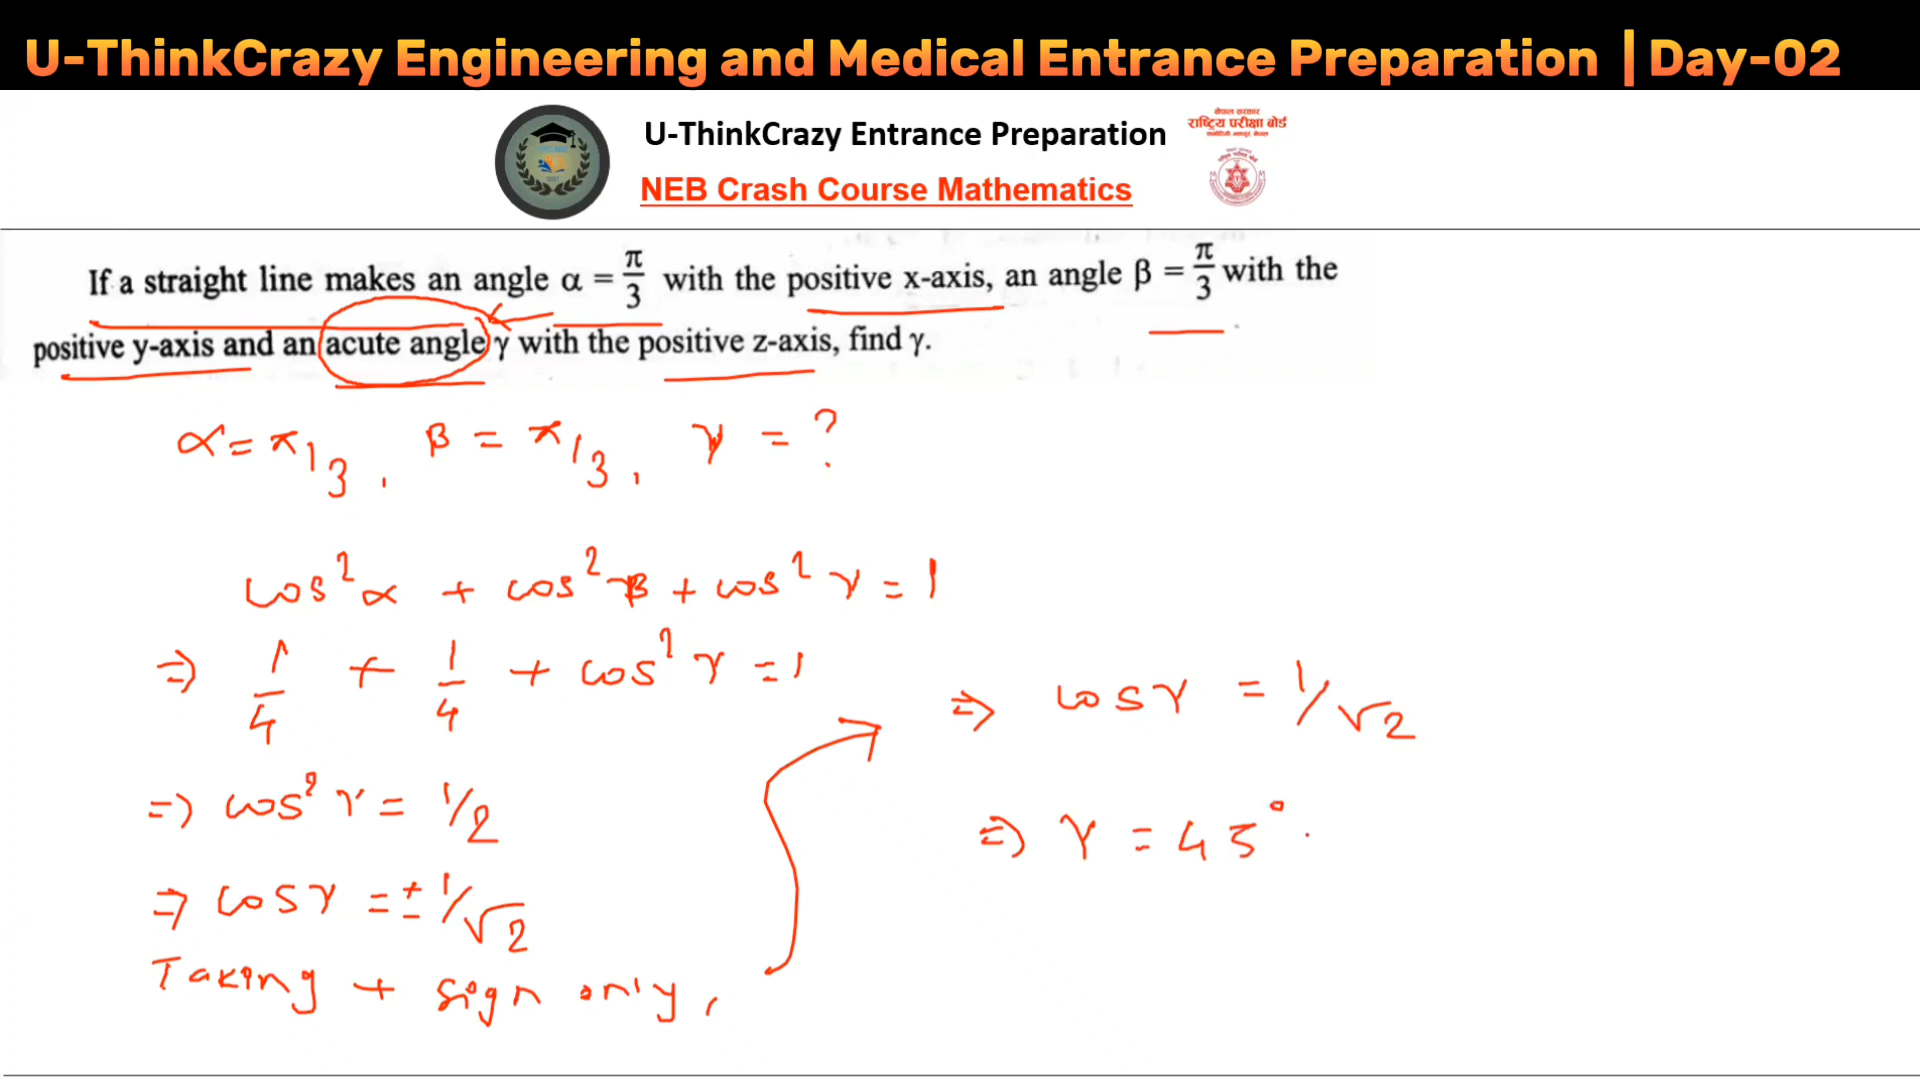 U-ThinkCrazy Engineering and Medical Entrance Preparation | Day-02
U-ThinkCrazy Entrance Preparation
NEB Crash Course Mathematics
नेपाल सरकार
राष्ट्रिय परीक्षा बोर्ड
If a straight line makes an angle α = π/3 with the positive x-axis, an angle β = π/3 with the
positive y-axis and an acute angle γ with the positive z-axis, find γ.
α = π/3, β = π/3, γ = ?
cos²α + cos²β + cos²γ = 1
⇒ 1/4 + 1/4 + cos²γ = 1
⇒ cos²γ = 1/2
⇒ cosγ = ± 1/√2
Taking + sign only,
⇒ cosγ = 1/√2
⇒ γ = 45°.